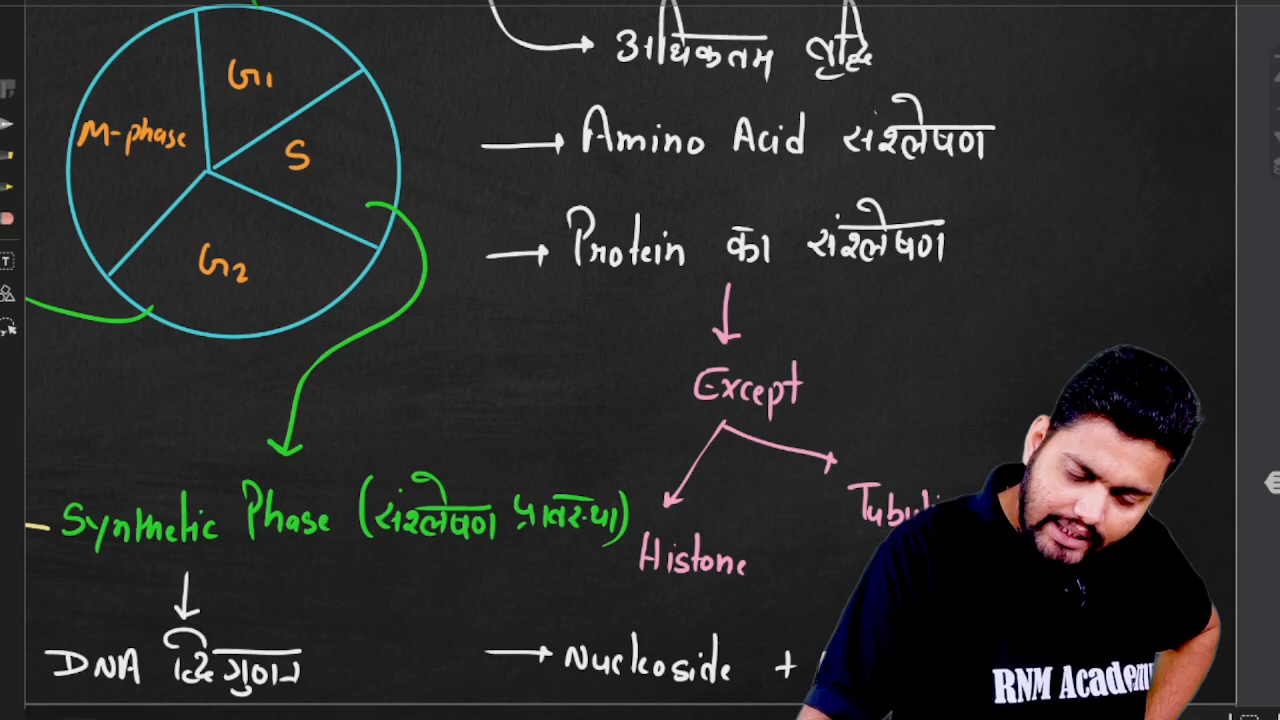 G1
M-phase
S
G2
अधिकतम वृद्धि
Amino Acid संश्लेषण
Protein का संश्लेषण
Except
Histone
Synthetic Phase (संश्लेषण प्रावस्था)
DNA द्विगुणन
Nucleoside +
RNM Academy